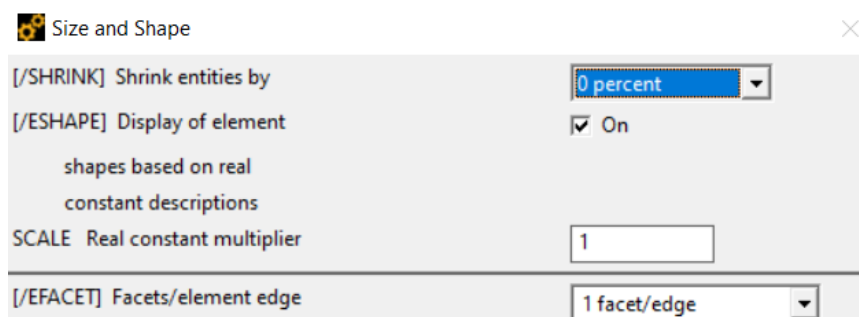 Size and Shape
[/SHRINK] Shrink entities by 0 percent
[/ESHAPE] Display of element On
shapes based on real
constant descriptions
SCALE Real constant multiplier 1
[/EFACET] Facets/element edge 1 facet/edge